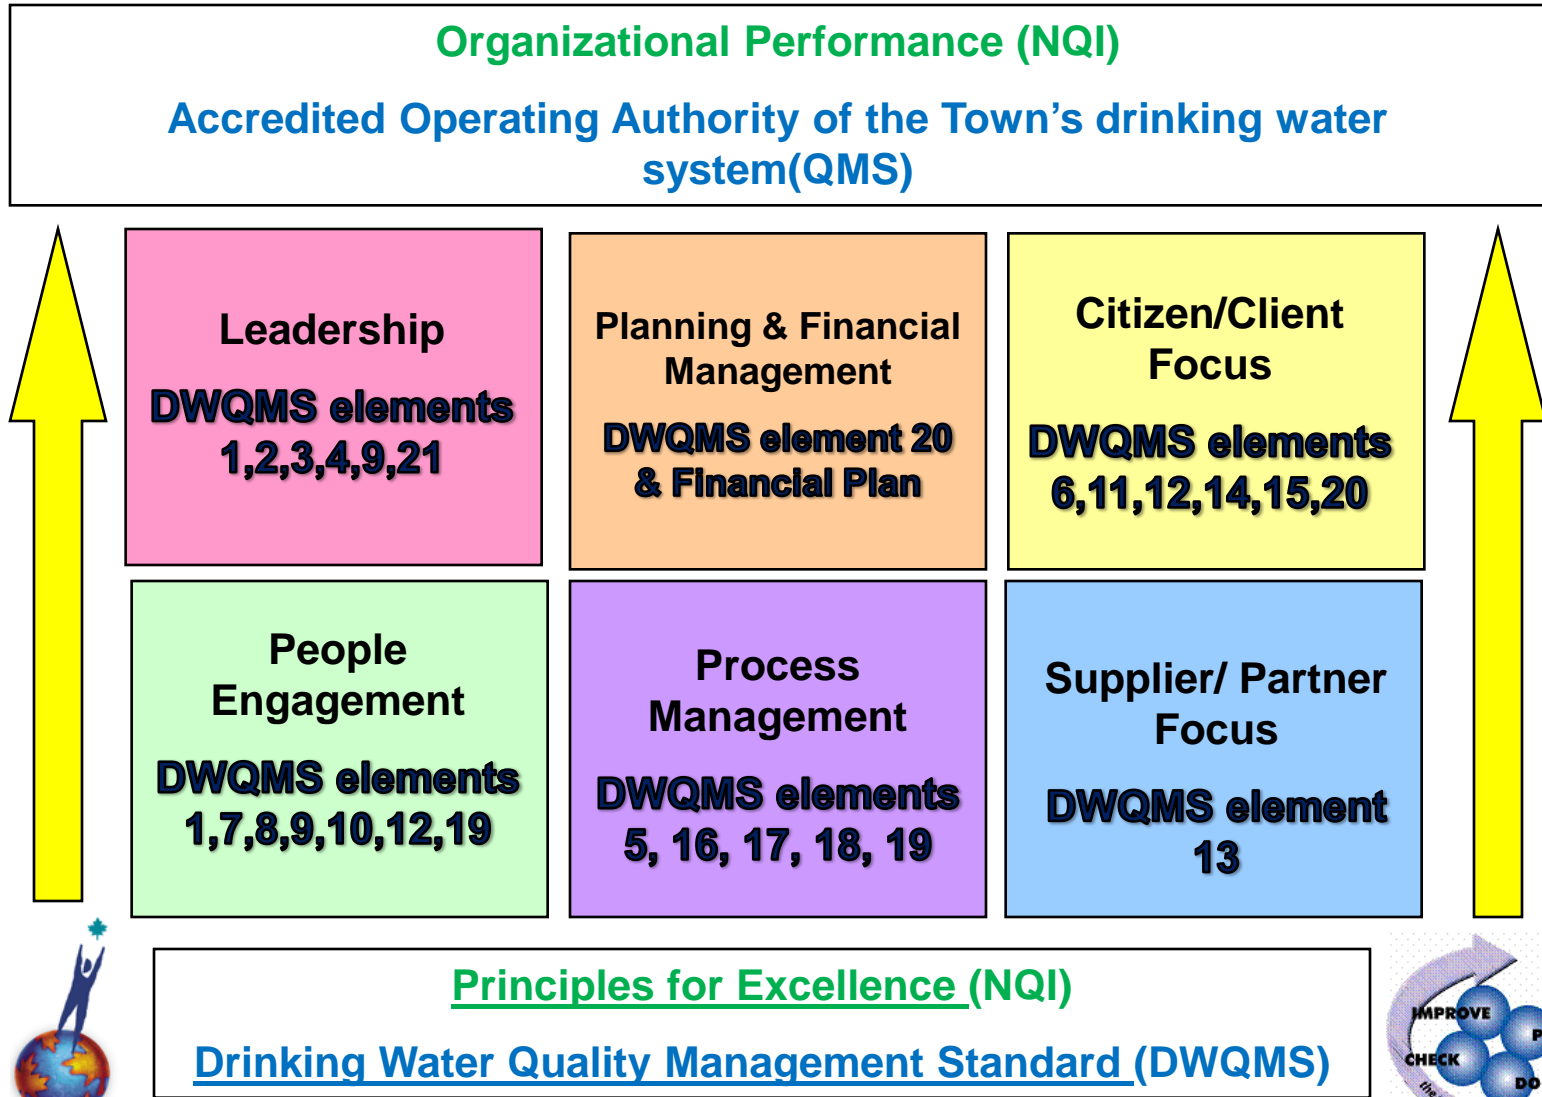 Organizational Performance (NQI)
Accredited Operating Authority of the Town’s drinking water
system(QMS)
Leadership
DWQMS elements
1,2,3,4,9,21
Planning & Financial
Management
DWQMS element 20
& Financial Plan
Citizen/Client
Focus
DWQMS elements
6,11,12,14,15,20
People
Engagement
DWQMS elements
1,7,8,9,10,12,19
Process
Management
DWQMS elements
5, 16, 17, 18, 19
Supplier/ Partner
Focus
DWQMS element
13
Principles for Excellence (NQI)
Drinking Water Quality Management Standard (DWQMS)
IMPROVE
P
CHECK
DO
the